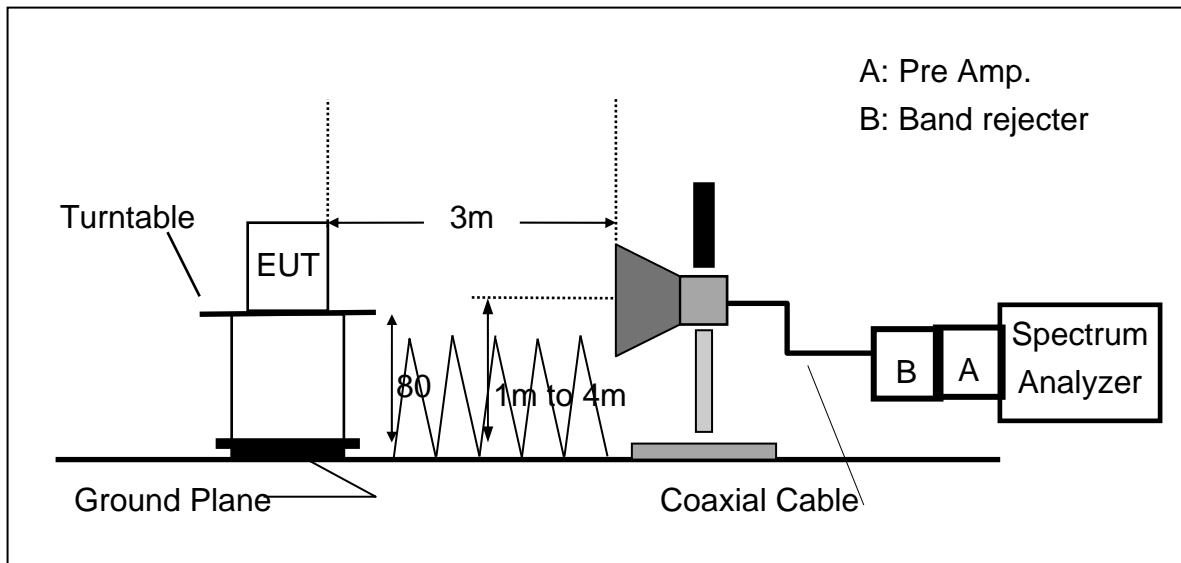 A: Pre Amp.
B: Band rejecter
Turntable
3m
EUT
80
1m to 4m
B
A
Spectrum
Analyzer
Ground Plane
Coaxial Cable